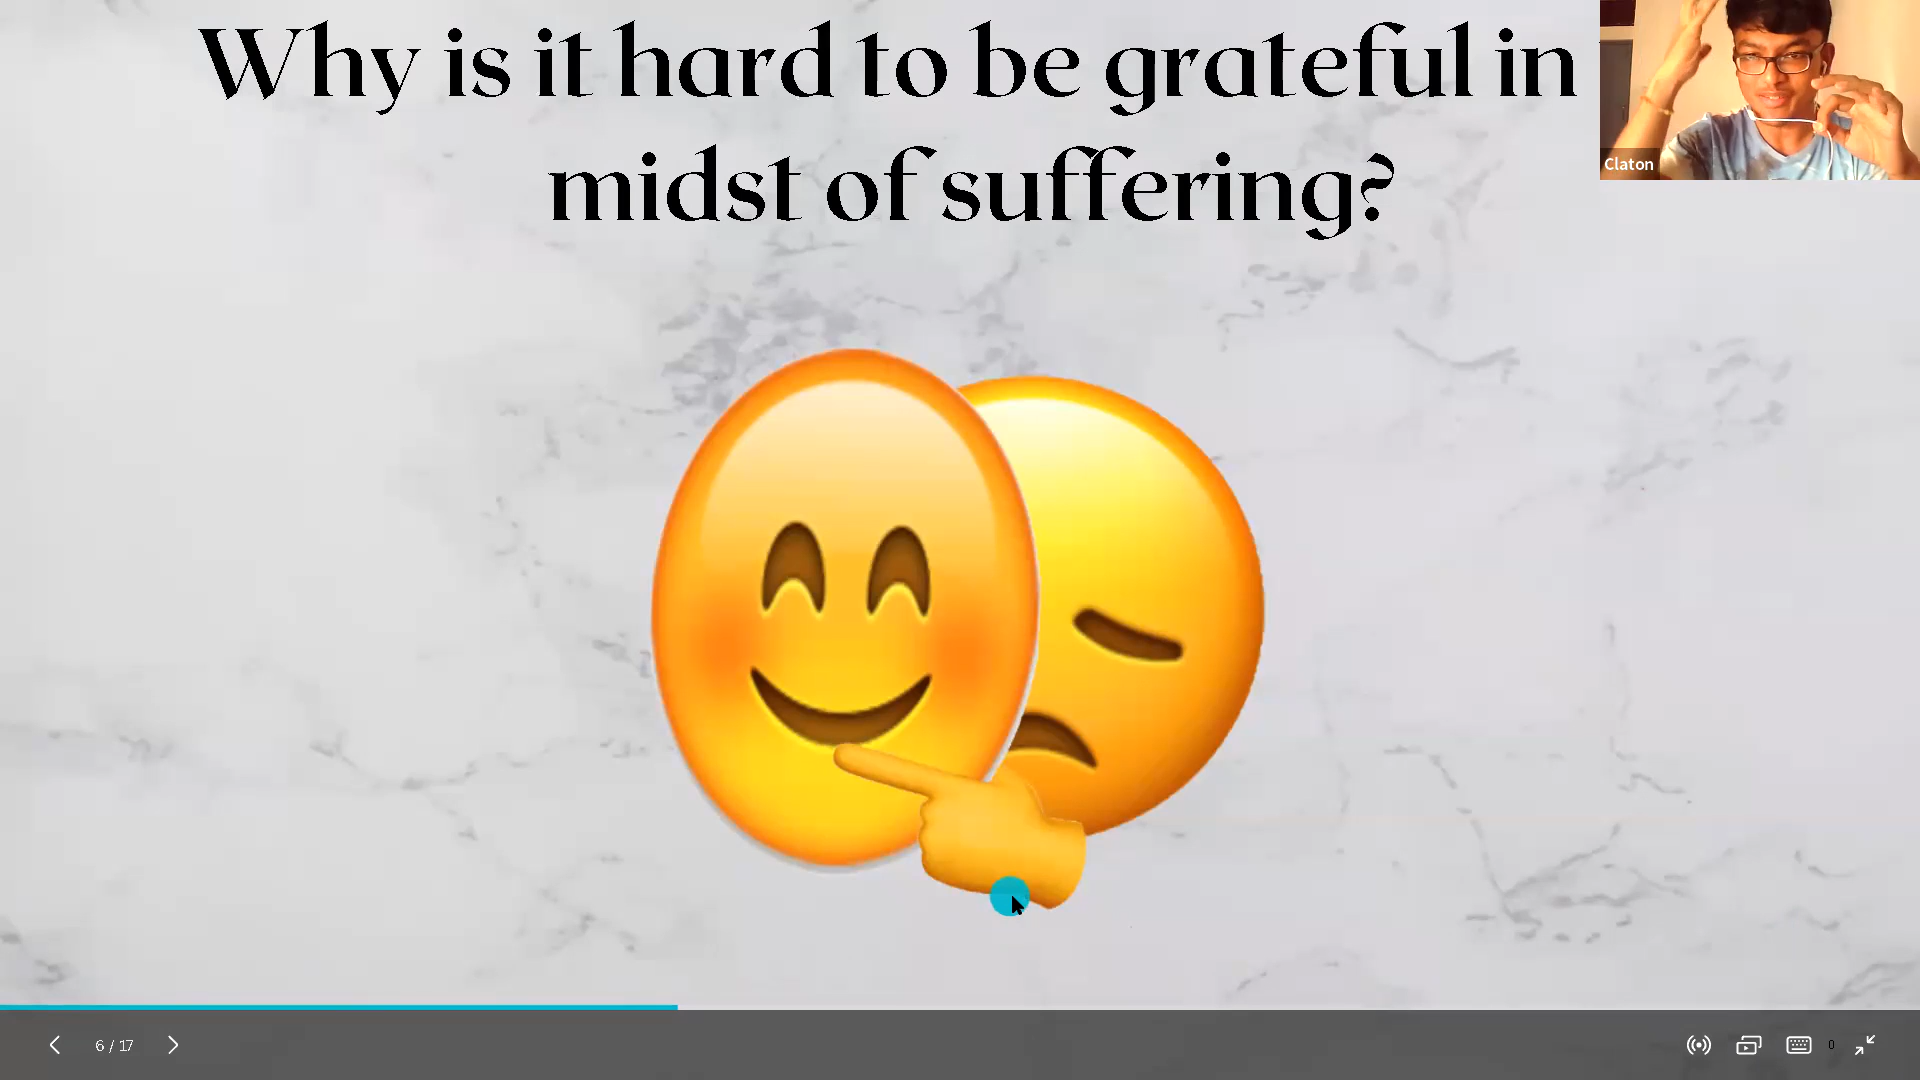 Why is it hard to be grateful in
midst of suffering?
Claton
6 / 17
0